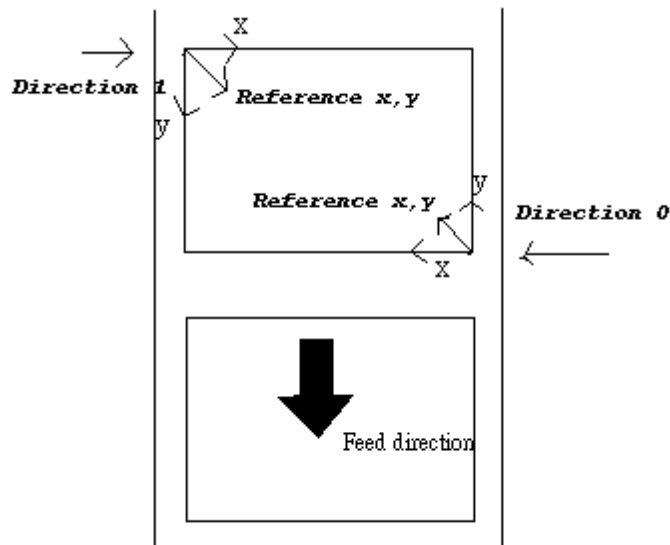 X
Direction 1
Reference x,y
y
Reference x,y
y
Direction 0
X
Feed direction